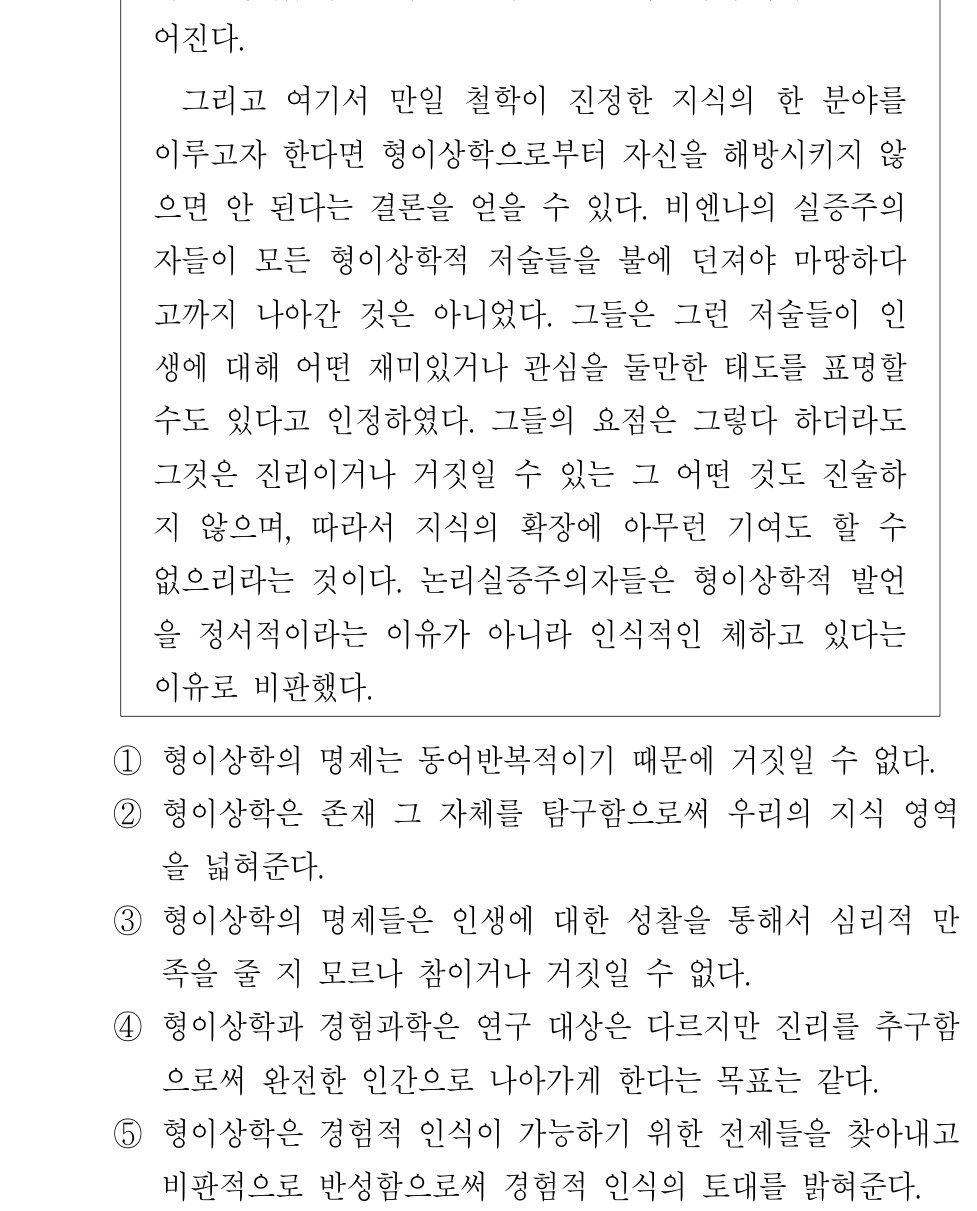 어진다.
그리고 여기서 만일 철학이 진정한 지식의 한 분야를
이루고자 한다면 형이상학으로부터 자신을 해방시키지 않
으면 안 된다는 결론을 얻을 수 있다. 비엔나의 실증주의
자들이 모든 형이상학적 저술들을 불에 던져야 마땅하다
고까지 나아간 것은 아니었다. 그들은 그런 저술들이 인
생에 대해 어떤 재미있거나 관심을 둘만한 태도를 표명할
수도 있다고 인정하였다. 그들의 요점은 그렇다 하더라도
그것은 진리이거나 거짓일 수 있는 그 어떤 것도 진술하
지 않으며, 따라서 지식의 확장에 아무런 기여도 할 수
없으리라는 것이다. 논리실증주의자들은 형이상학적 발언
을 정서적이라는 이유가 아니라 인식적인 체하고 있다는
이유로 비판했다.
① 형이상학의 명제는 동어반복적이기 때문에 거짓일 수 없다.
② 형이상학은 존재 그 자체를 탐구함으로써 우리의 지식 영역
을 넓혀준다.
③ 형이상학의 명제들은 인생에 대한 성찰을 통해서 심리적 만
족을 줄 지 모르나 참이거나 거짓일 수 없다.
④ 형이상학과 경험과학은 연구 대상은 다르지만 진리를 추구함
으로써 완전한 인간으로 나아가게 한다는 목표는 같다.
⑤ 형이상학은 경험적 인식이 가능하기 위한 전제들을 찾아내고
비판적으로 반성함으로써 경험적 인식의 토대를 밝혀준다.